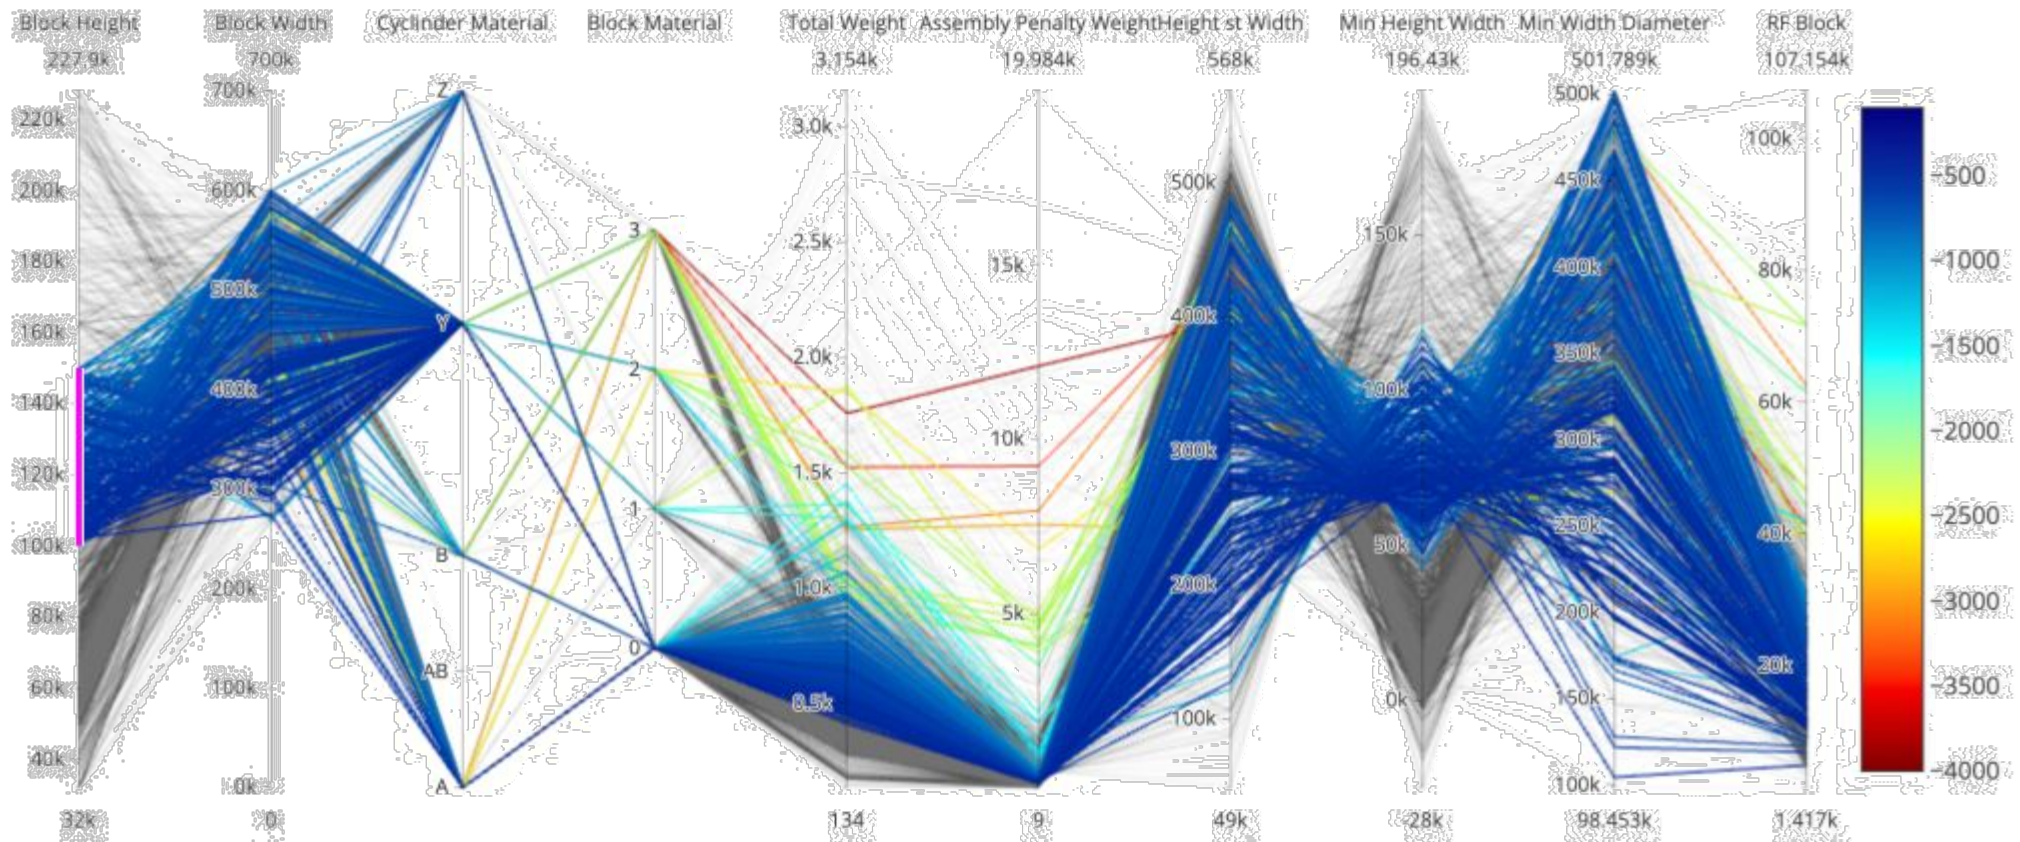 Block Height
Block Width
Cyclinder Material
Block Material
Total Weight
Assembly Penalty Weight
Height st Width
Min Height Width
Min Width Diameter
RF Block
227.9k
700k
3.154k
19.984k
568k
196.43k
501.789k
107.154k
220k
200k
180k
160k
140k
120k
100k
80k
60k
40k
700k
600k
500k
400k
300k
200k
100k
0k
Z
Y
B
AB
A
3
2
1
0
3.0k
2.5k
2.0k
1.5k
1.0k
0.5k
15k
10k
5k
500k
400k
300k
200k
100k
150k
100k
50k
0k
500k
450k
400k
350k
300k
250k
200k
150k
100k
100k
80k
60k
40k
20k
−500
−1000
−1500
−2000
−2500
−3000
−3500
−4000
32k
0
134
9
49k
-28k
98.453k
1.417k